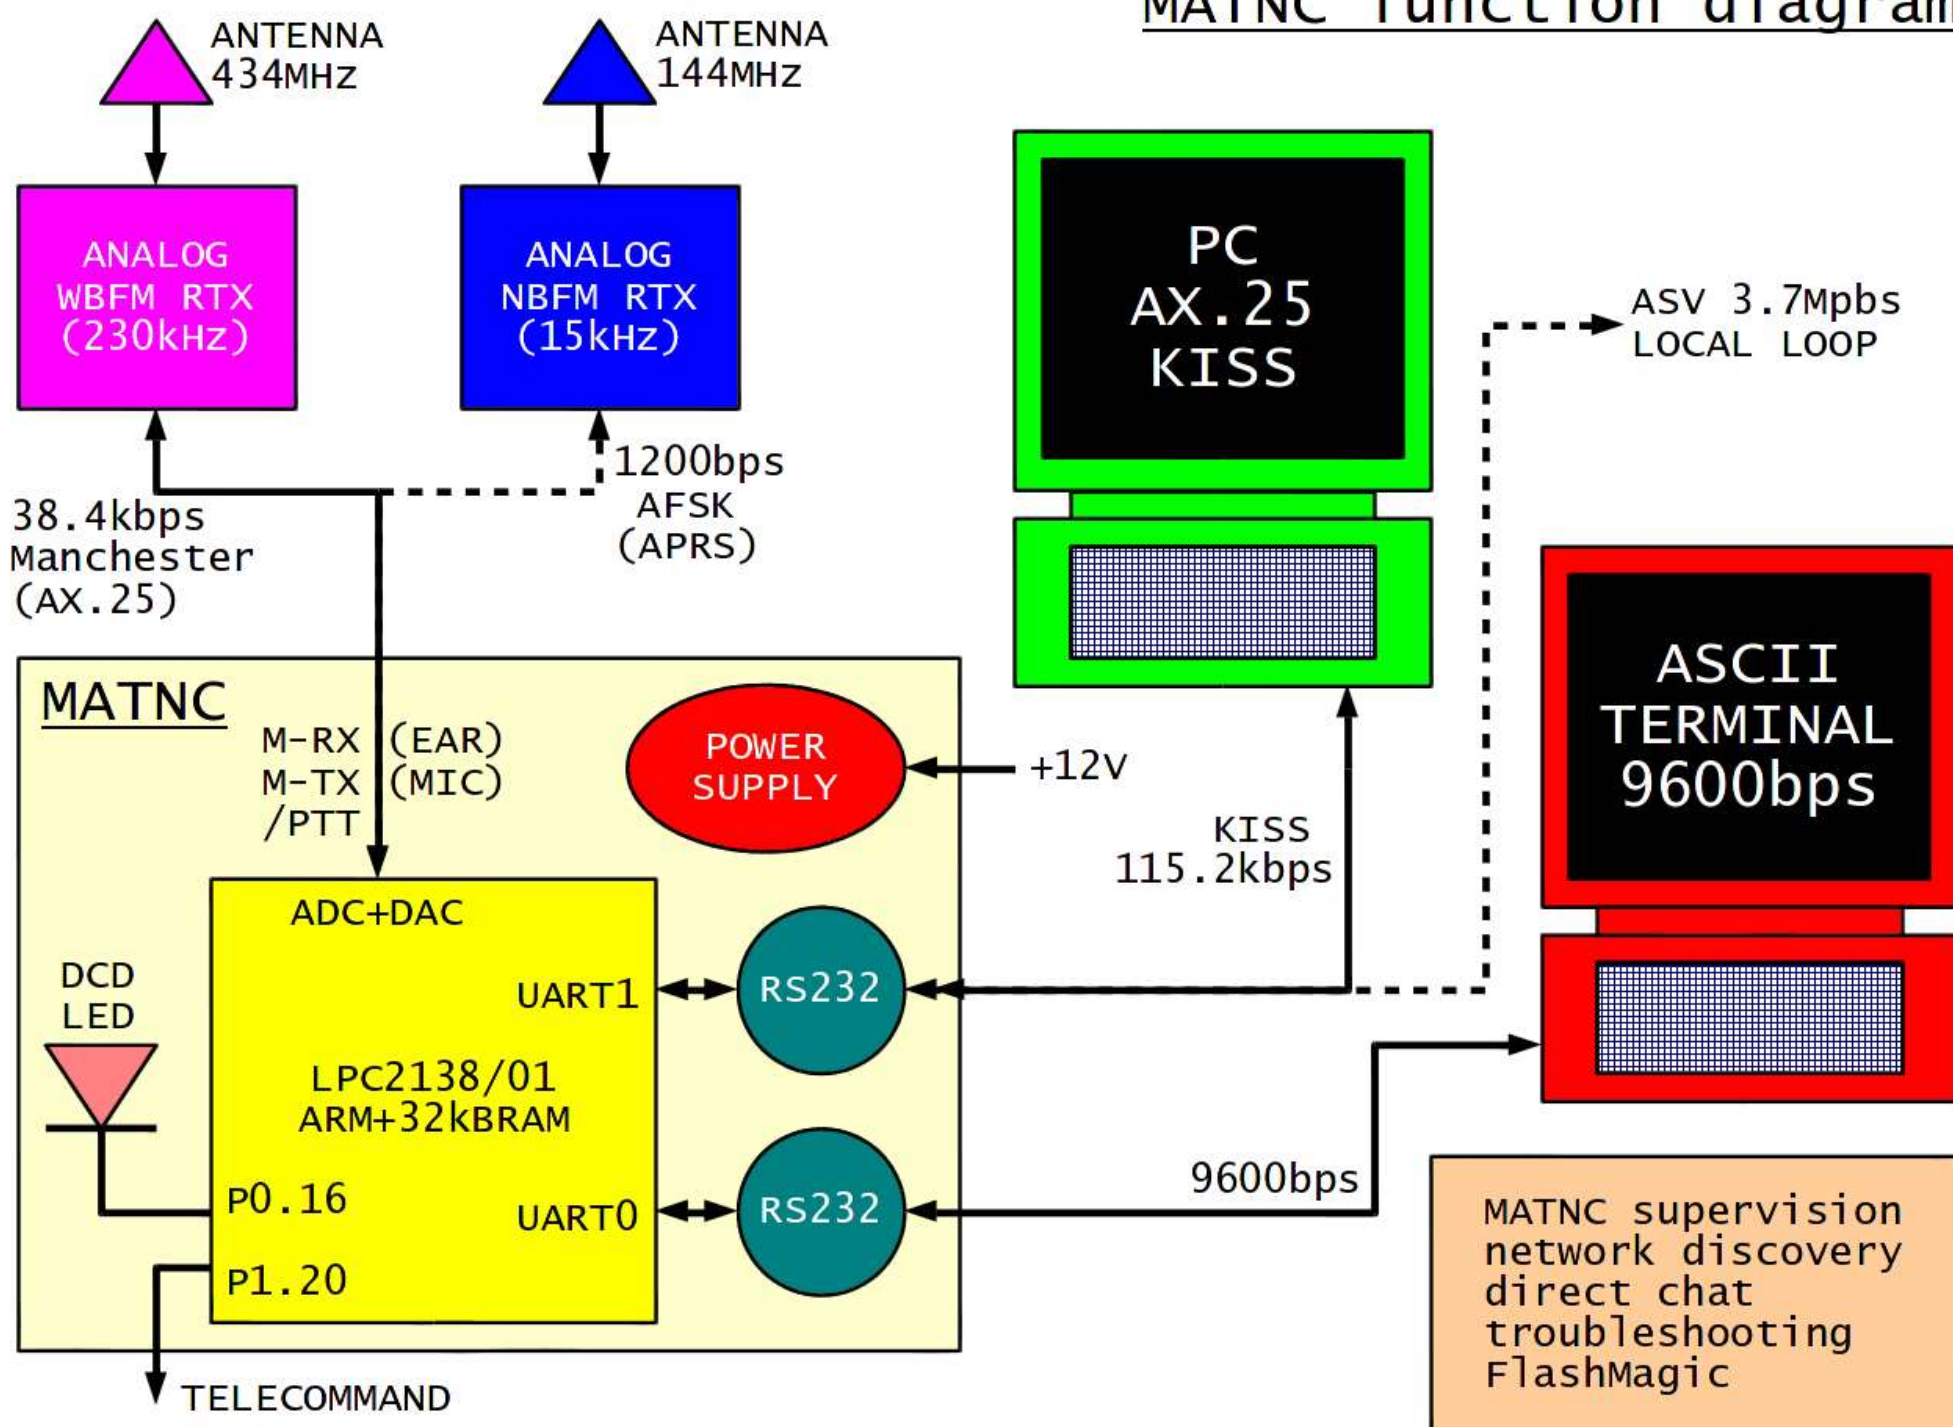 MATNC function diagram
ANTENNA
434MHz
ANTENNA
144MHz
ANALOG
WBFM RTX
(230kHz)
ANALOG
NBFM RTX
(15kHz)
PC
AX.25
KISS
ASV 3.7Mpbs
LOCAL LOOP
38.4kbps
Manchester
(AX.25)
1200bps
AFSK
(APRS)
ASCII
TERMINAL
9600bps
MATNC
M-RX (EAR)
M-TX (MIC)
/PTT
POWER
SUPPLY
+12V
KISS
115.2kbps
ADC+DAC
DCD
LED
UART1
RS232
LPC2138/01
ARM+32kBRAM
P0.16
UART0
RS232
9600bps
P1.20
TELECOMMAND
MATNC supervision
network discovery
direct chat
troubleshooting
FlashMagic